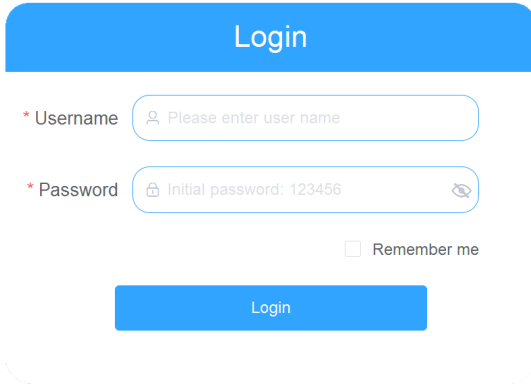 Login
* Username Please enter user name
* Password Initial password: 123456
Remember me
Login